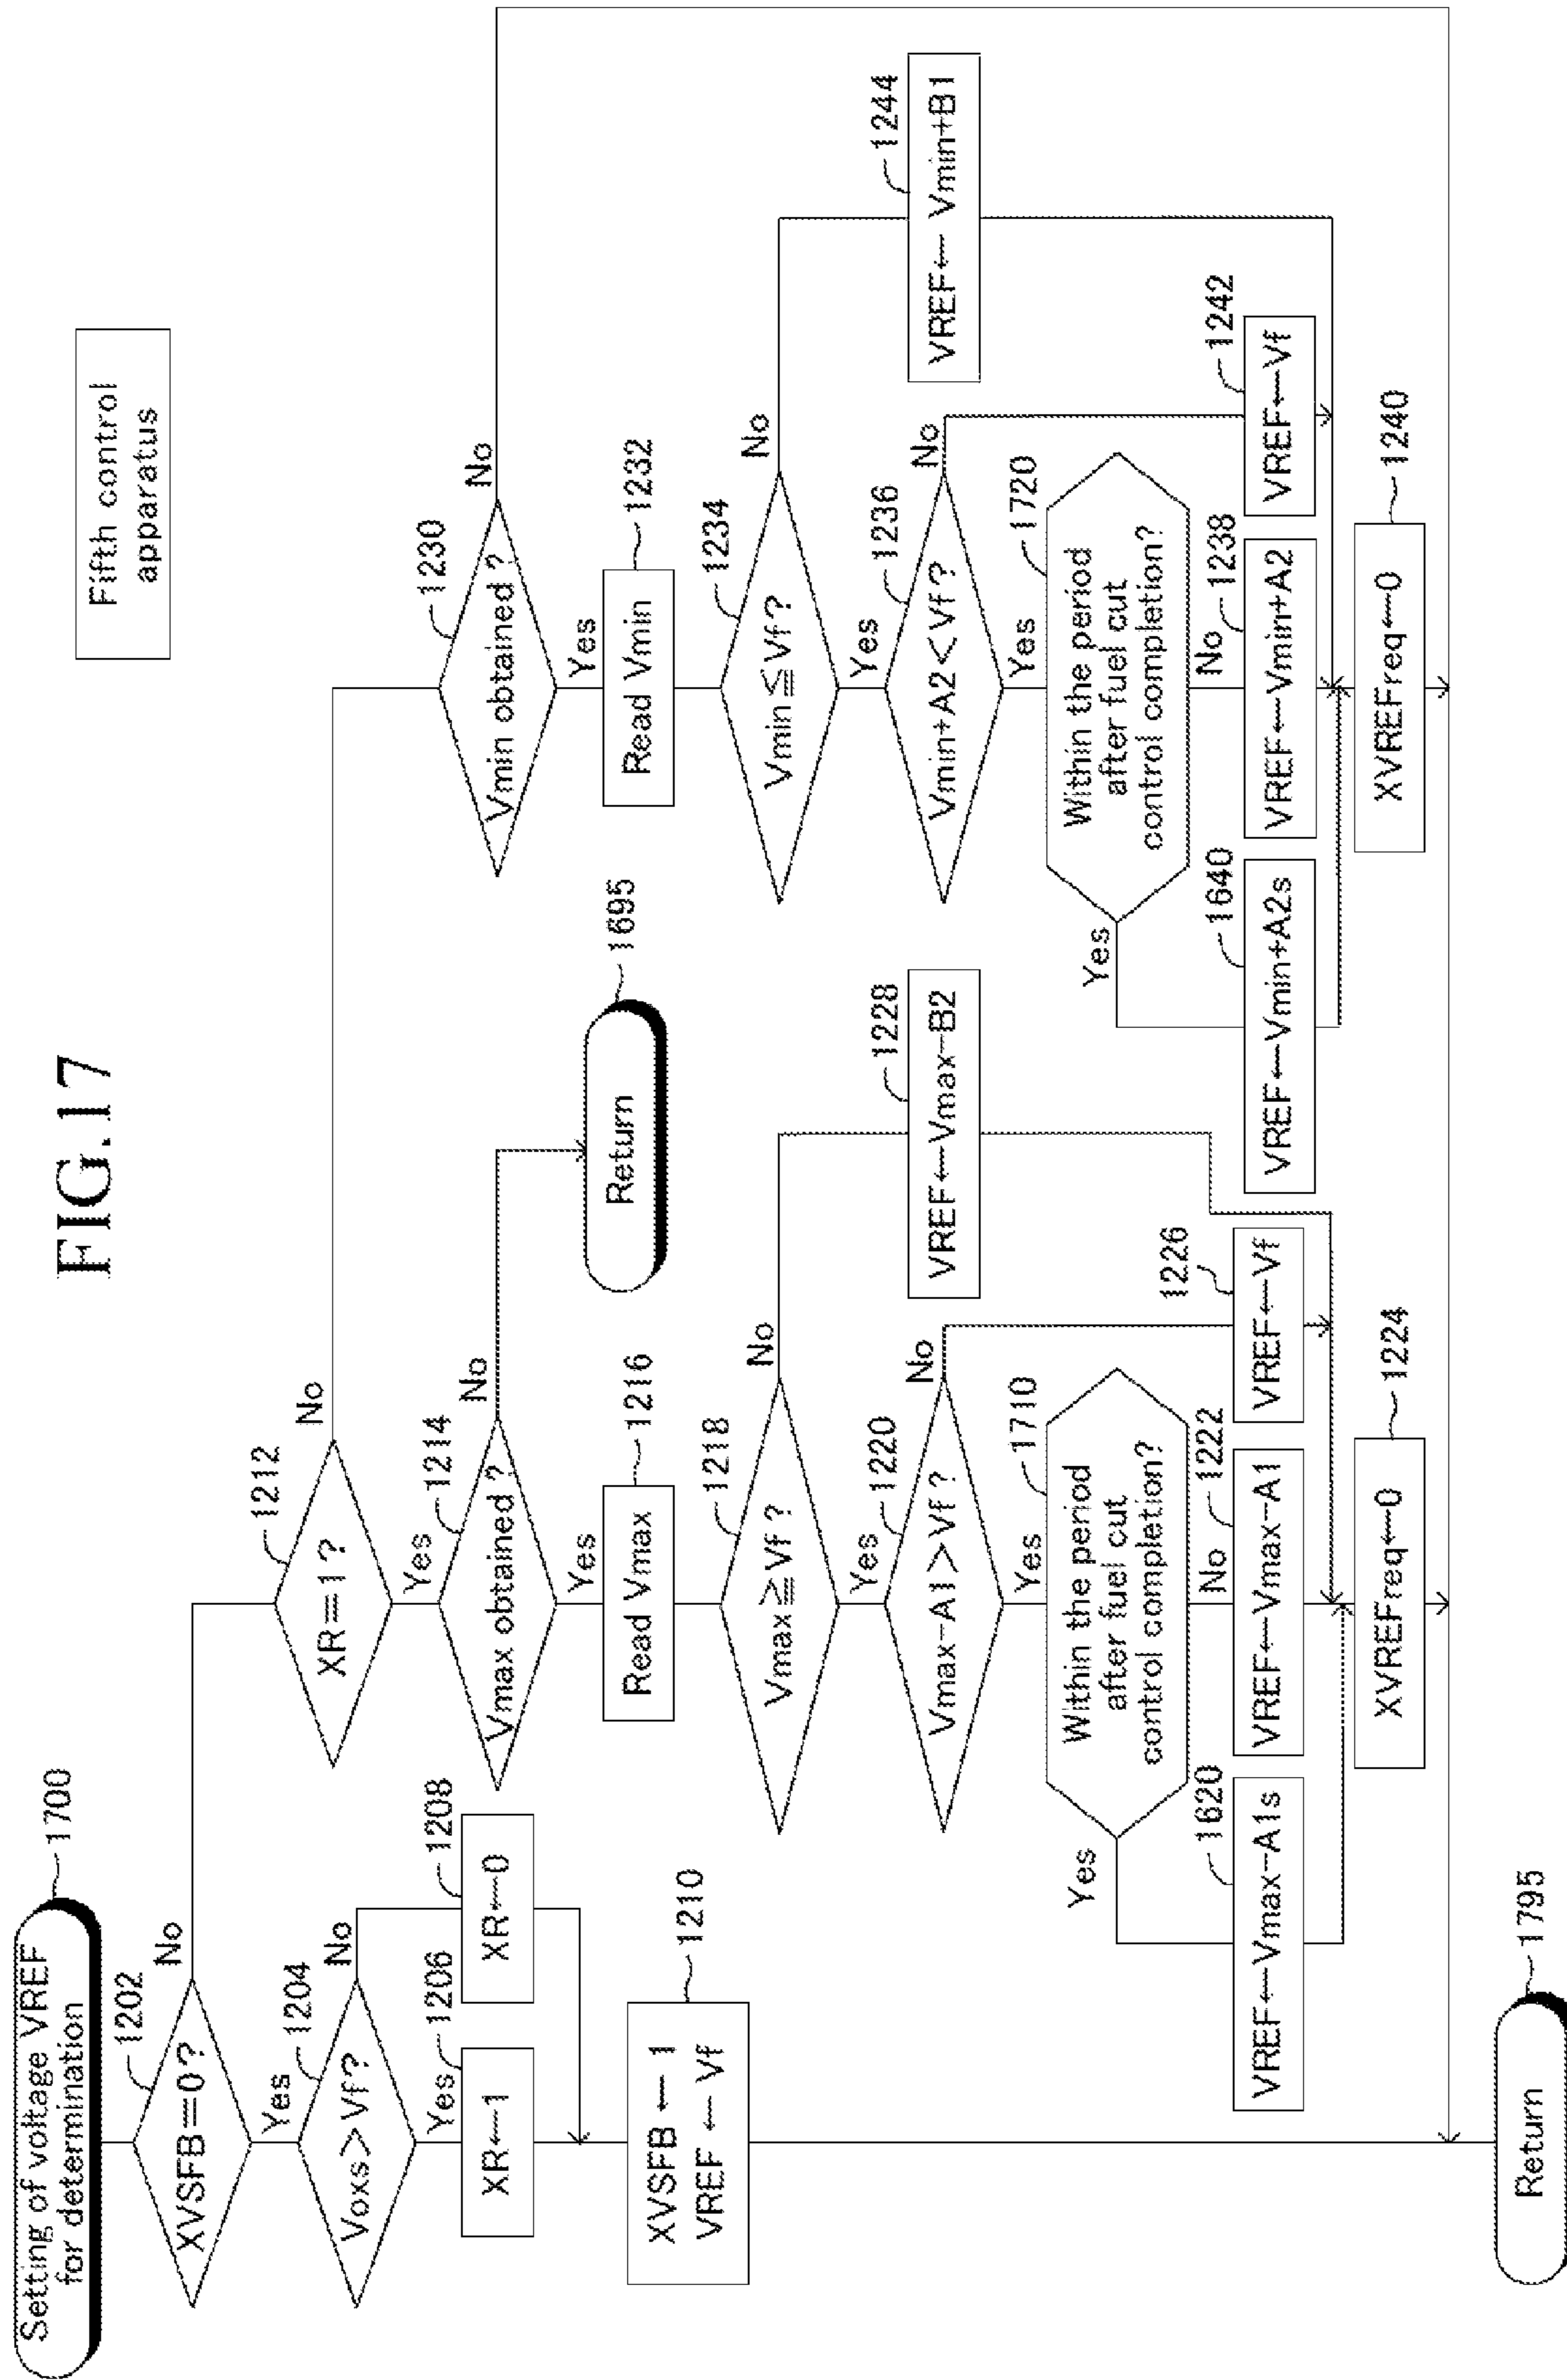 FIG.17
Fifth control
apparatus
Setting of voltage VREF
for determination
1700
XVSFB=0?
1202
Yes
No
Voxs>Vf?
1204
Yes
No
XR←1
1206
XR←0
1208
XVSFB ← 1
VREF ← Vf
1210
XR=1?
1212
Yes
No
Vmax obtained ?
1214
Yes
No
Return
1695
Read Vmax
1216
Vmax≧Vf ?
1218
Yes
No
VREF←Vmax-B2
1228
Vmax-A1>Vf ?
1220
Yes
No
Within the period
after fuel cut
control completion?
1710
Yes
No
VREF←Vmax-A1s
1620
VREF←Vmax-A1
1222
VREF←Vf
1226
XVREFreq←0
1224
Vmin obtained ?
1230
Yes
No
Read Vmin
1232
Vmin≦Vf ?
1234
Yes
No
VREF← Vmin+B1
1244
Vmin+A2<Vf ?
1236
Yes
No
Within the period
after fuel cut
control completion?
1720
Yes
No
VREF←Vmin+A2s
1640
VREF←Vmin+A2
1238
VREF←Vf
1242
XVREFreq←0
1240
Return
1795